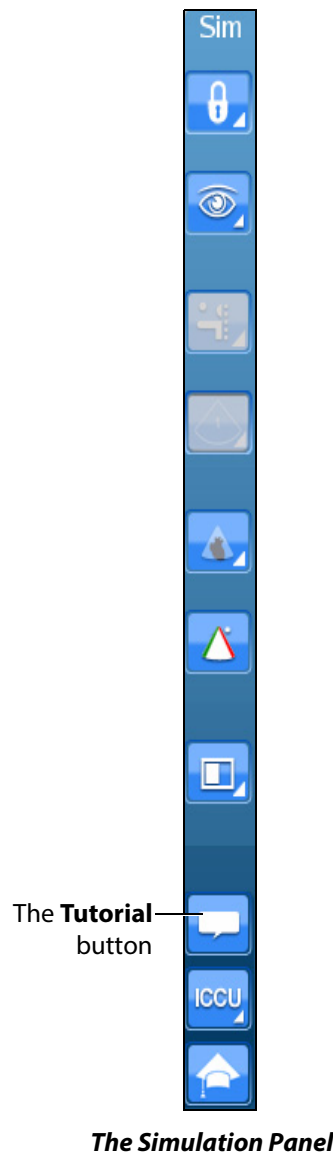 Sim
The Tutorial
button
ICCU
The Simulation Panel